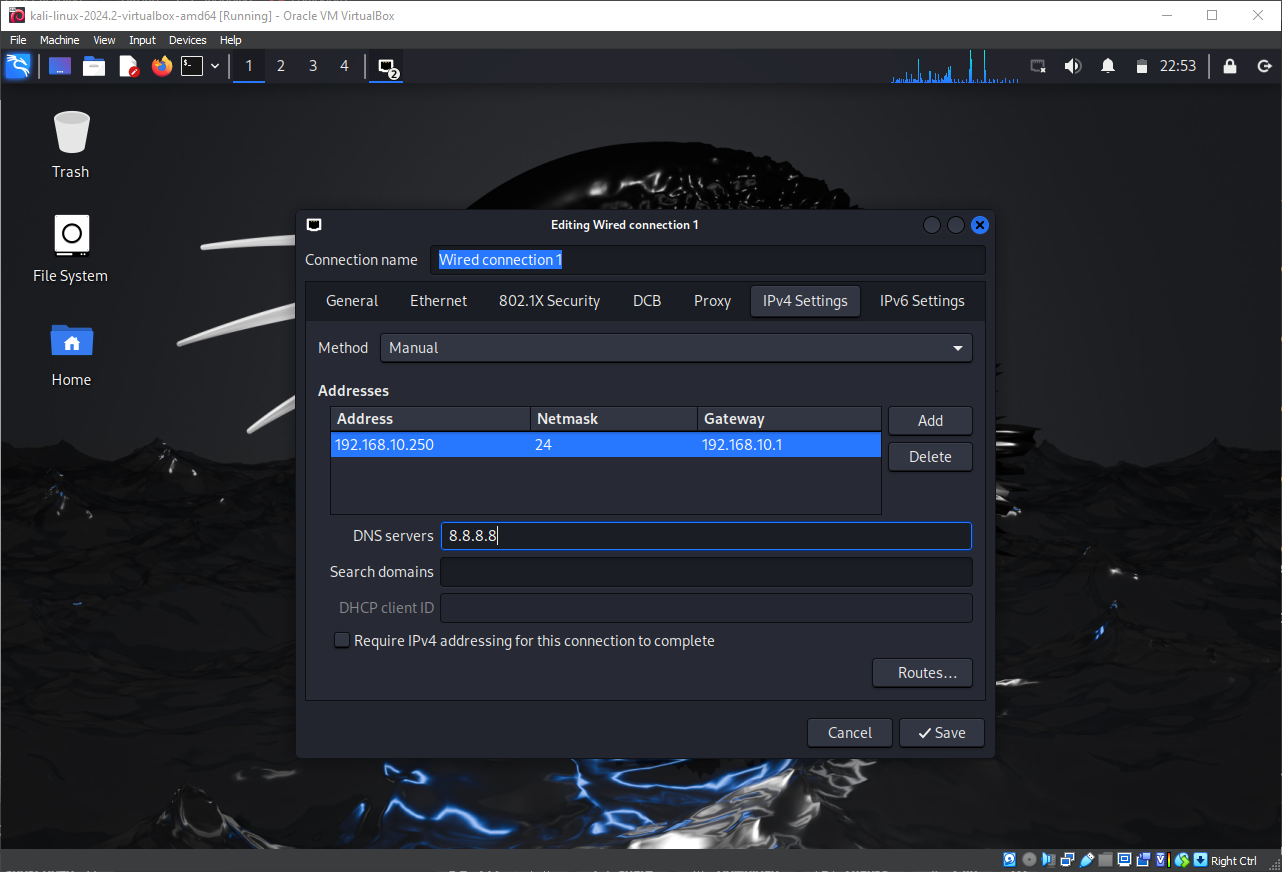 kali-linux-2024.2-virtualbox-amd64 [Running] - Oracle VM VirtualBox
File Machine View Input Devices Help
1 2 3 4 2 22:53
Trash
File System
Home
Editing Wired connection 1
Connection name Wired connection 1
General Ethernet 802.1X Security DCB Proxy IPv4 Settings IPv6 Settings
Method Manual
Addresses
Address Netmask Gateway
192.168.10.250 24 192.168.10.1
Add
Delete
DNS servers 8.8.8.8
Search domains
DHCP client ID
Require IPv4 addressing for this connection to complete
Routes...
Cancel Save
Right Ctrl